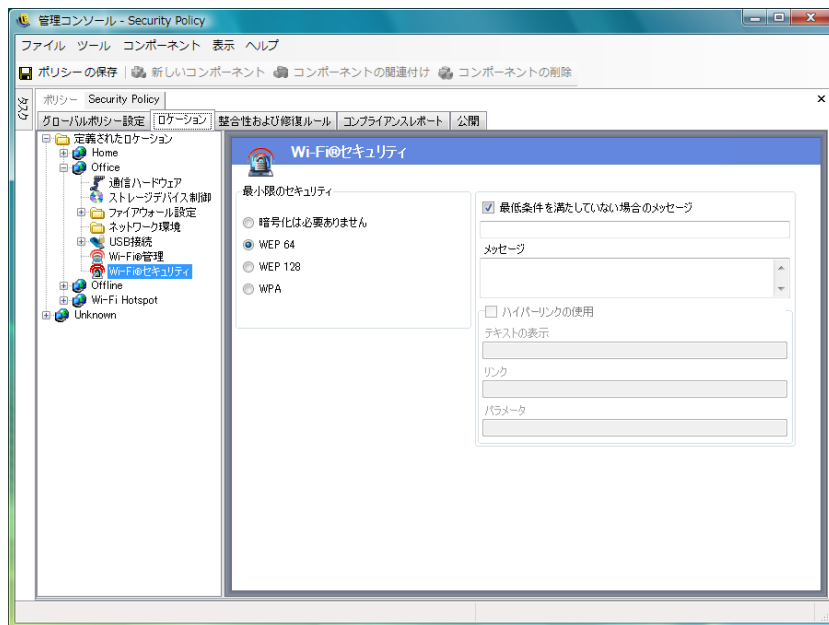 管理コンソール - Security Policy
ファイル ツール コンポーネント 表示 ヘルプ
ポリシーの保存 新しいコンポーネント コンポーネントの関連付け コンポーネントの削除
タスク
ポリシー Security Policy
グローバルポリシー設定 ロケーション 整合性および修復ルール コンプライアンスレポート 公開
定義されたロケーション
Home
Office
通信ハードウェア
ストレージデバイス制御
ファイアウォール設定
ネットワーク環境
USB接続
Wi-Fi®管理
Wi-Fi®セキュリティ
Offline
Wi-Fi Hotspot
Unknown
Wi-Fi®セキュリティ
最小限のセキュリティ
暗号化は必要ありません
WEP 64
WEP 128
WPA
最低条件を満たしていない場合のメッセージ
メッセージ
ハイパーリンクの使用
テキストの表示
リンク
パラメータ